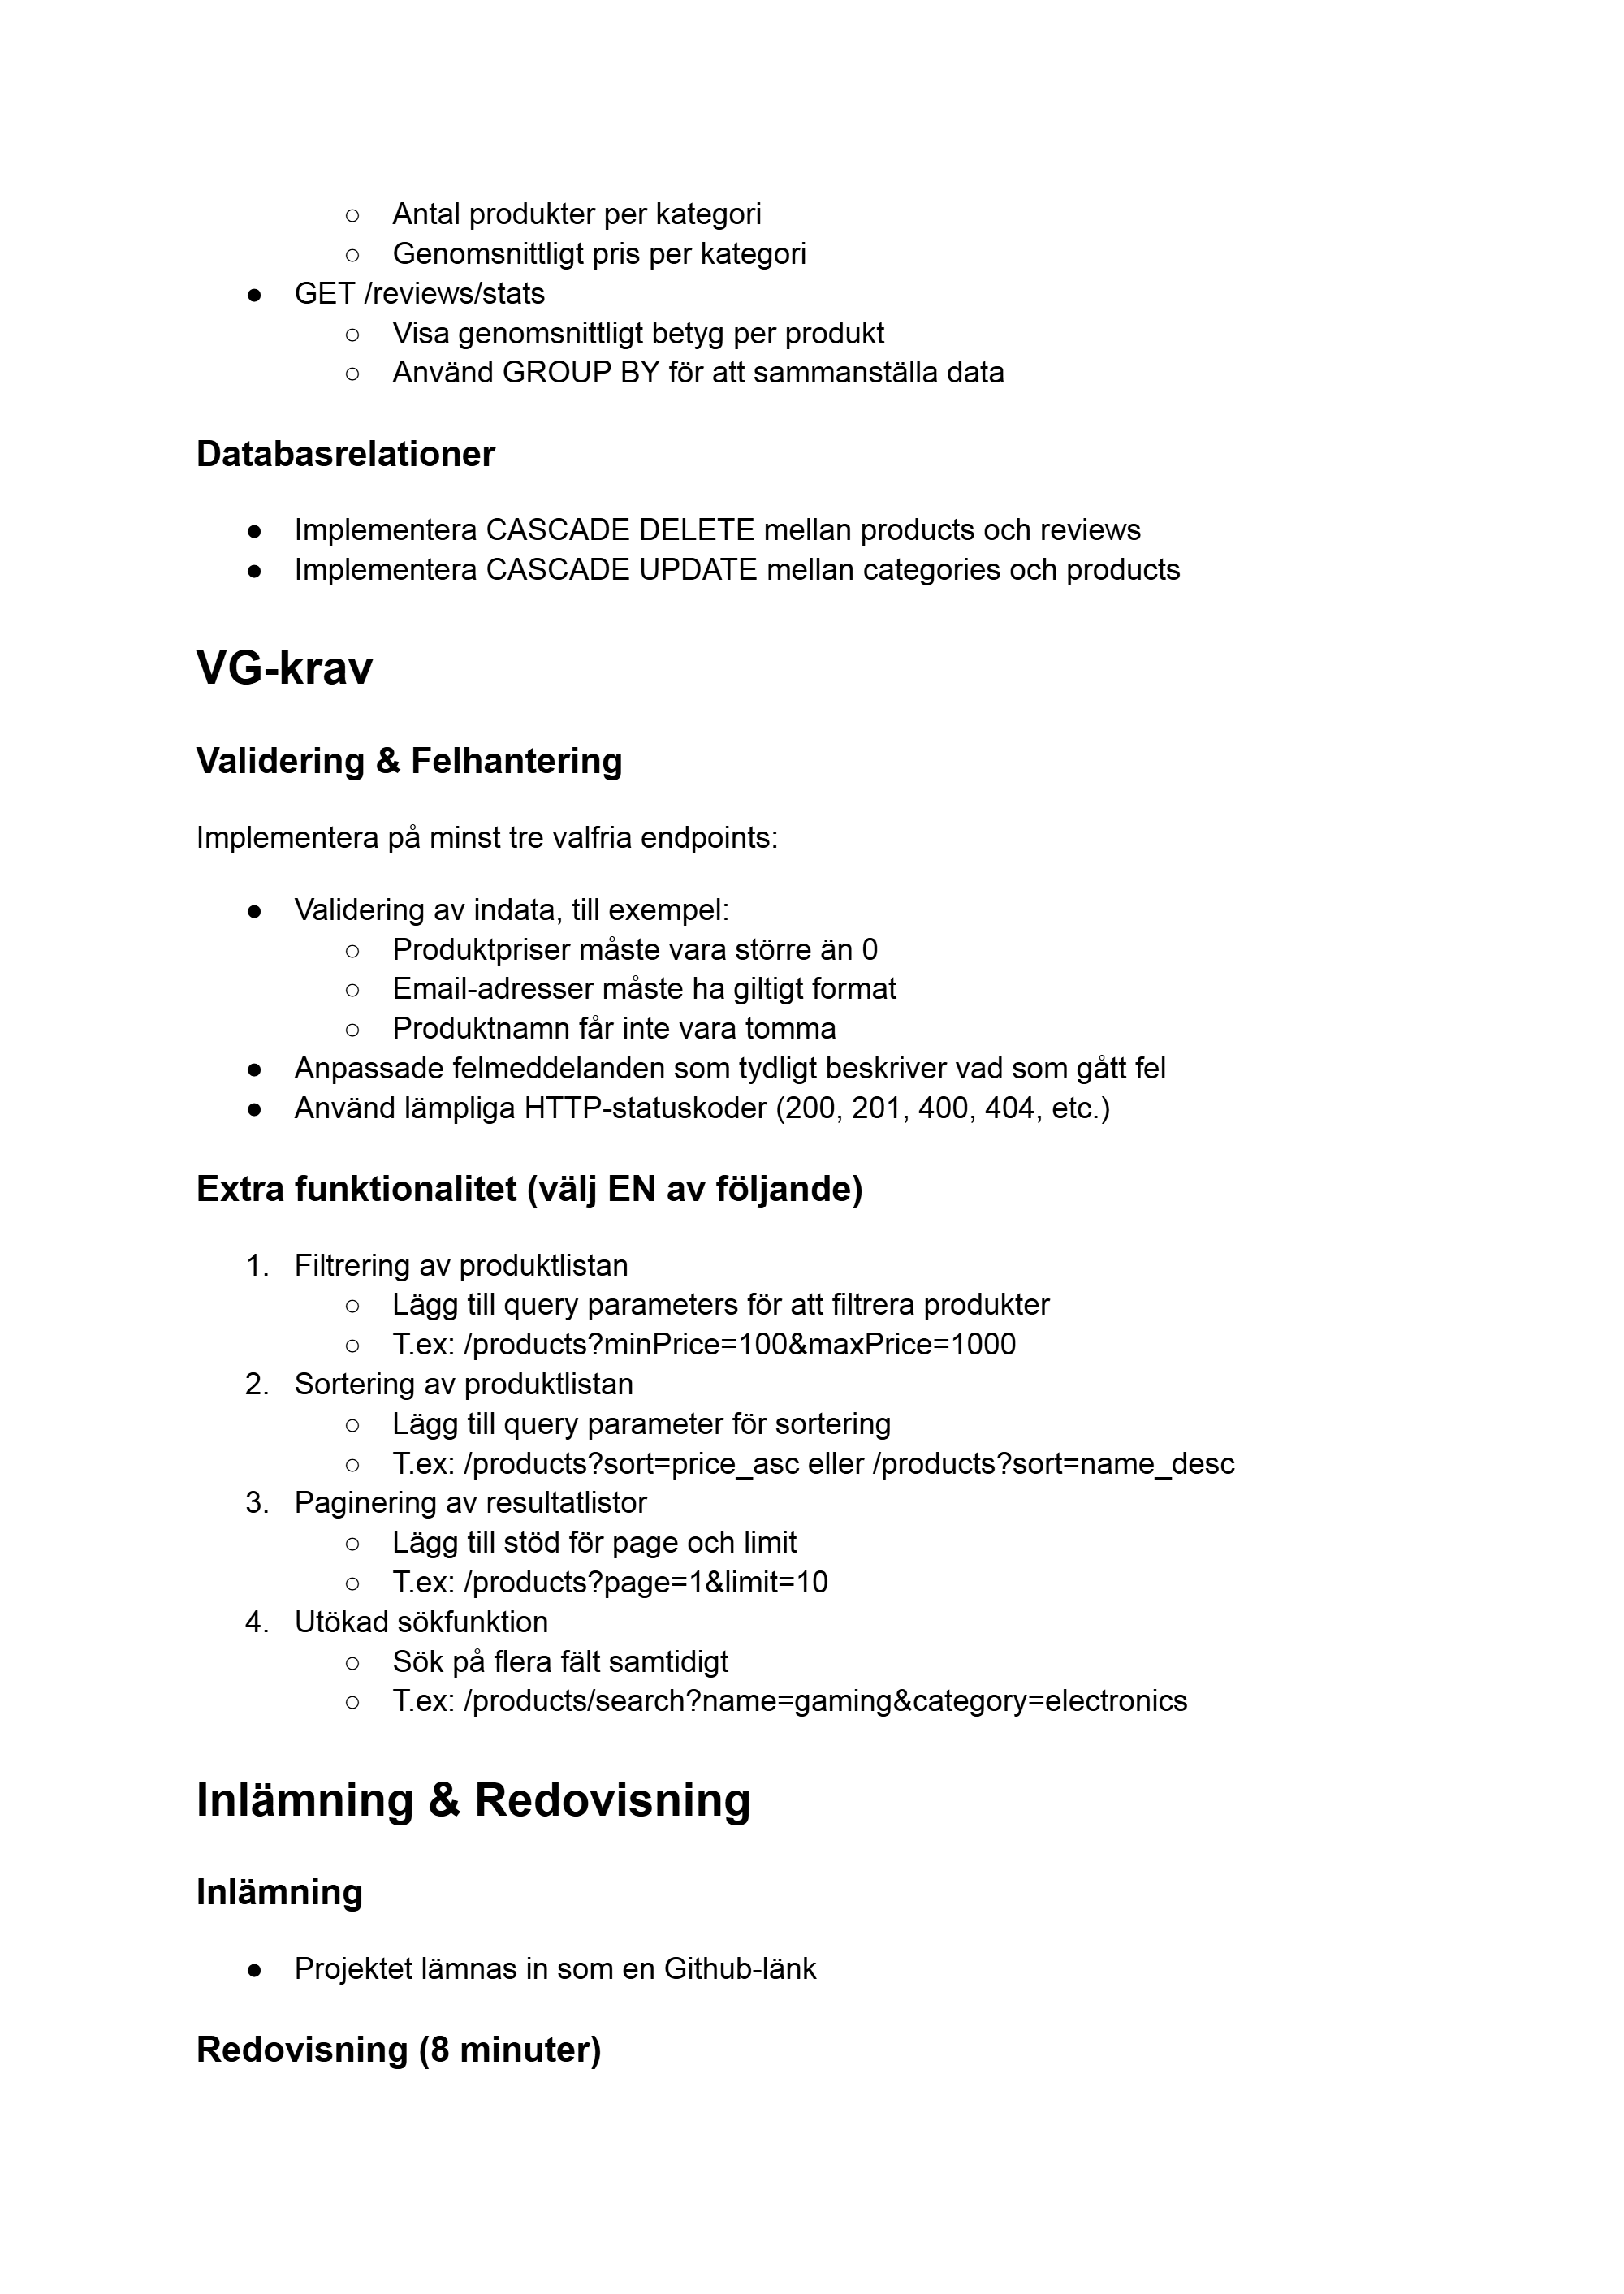 ○ Antal produkter per kategori
○ Genomsnittligt pris per kategori
● GET /reviews/stats
○ Visa genomsnittligt betyg per produkt
○ Använd GROUP BY för att sammanställa data
Databasrelationer
● Implementera CASCADE DELETE mellan products och reviews
● Implementera CASCADE UPDATE mellan categories och products
VG-krav
Validering & Felhantering
Implementera på minst tre valfria endpoints:
● Validering av indata, till exempel:
○ Produktpriser måste vara större än 0
○ Email-adresser måste ha giltigt format
○ Produktnamn får inte vara tomma
● Anpassade felmeddelanden som tydligt beskriver vad som gått fel
● Använd lämpliga HTTP-statuskoder (200, 201, 400, 404, etc.)
Extra funktionalitet (välj EN av följande)
1. Filtrering av produktlistan
○ Lägg till query parameters för att filtrera produkter
○ T.ex: /products?minPrice=100&maxPrice=1000
2. Sortering av produktlistan
○ Lägg till query parameter för sortering
○ T.ex: /products?sort=price_asc eller /products?sort=name_desc
3. Paginering av resultatlistor
○ Lägg till stöd för page och limit
○ T.ex: /products?page=1&limit=10
4. Utökad sökfunktion
○ Sök på flera fält samtidigt
○ T.ex: /products/search?name=gaming&category=electronics
Inlämning & Redovisning
Inlämning
● Projektet lämnas in som en Github-länk
Redovisning (8 minuter)